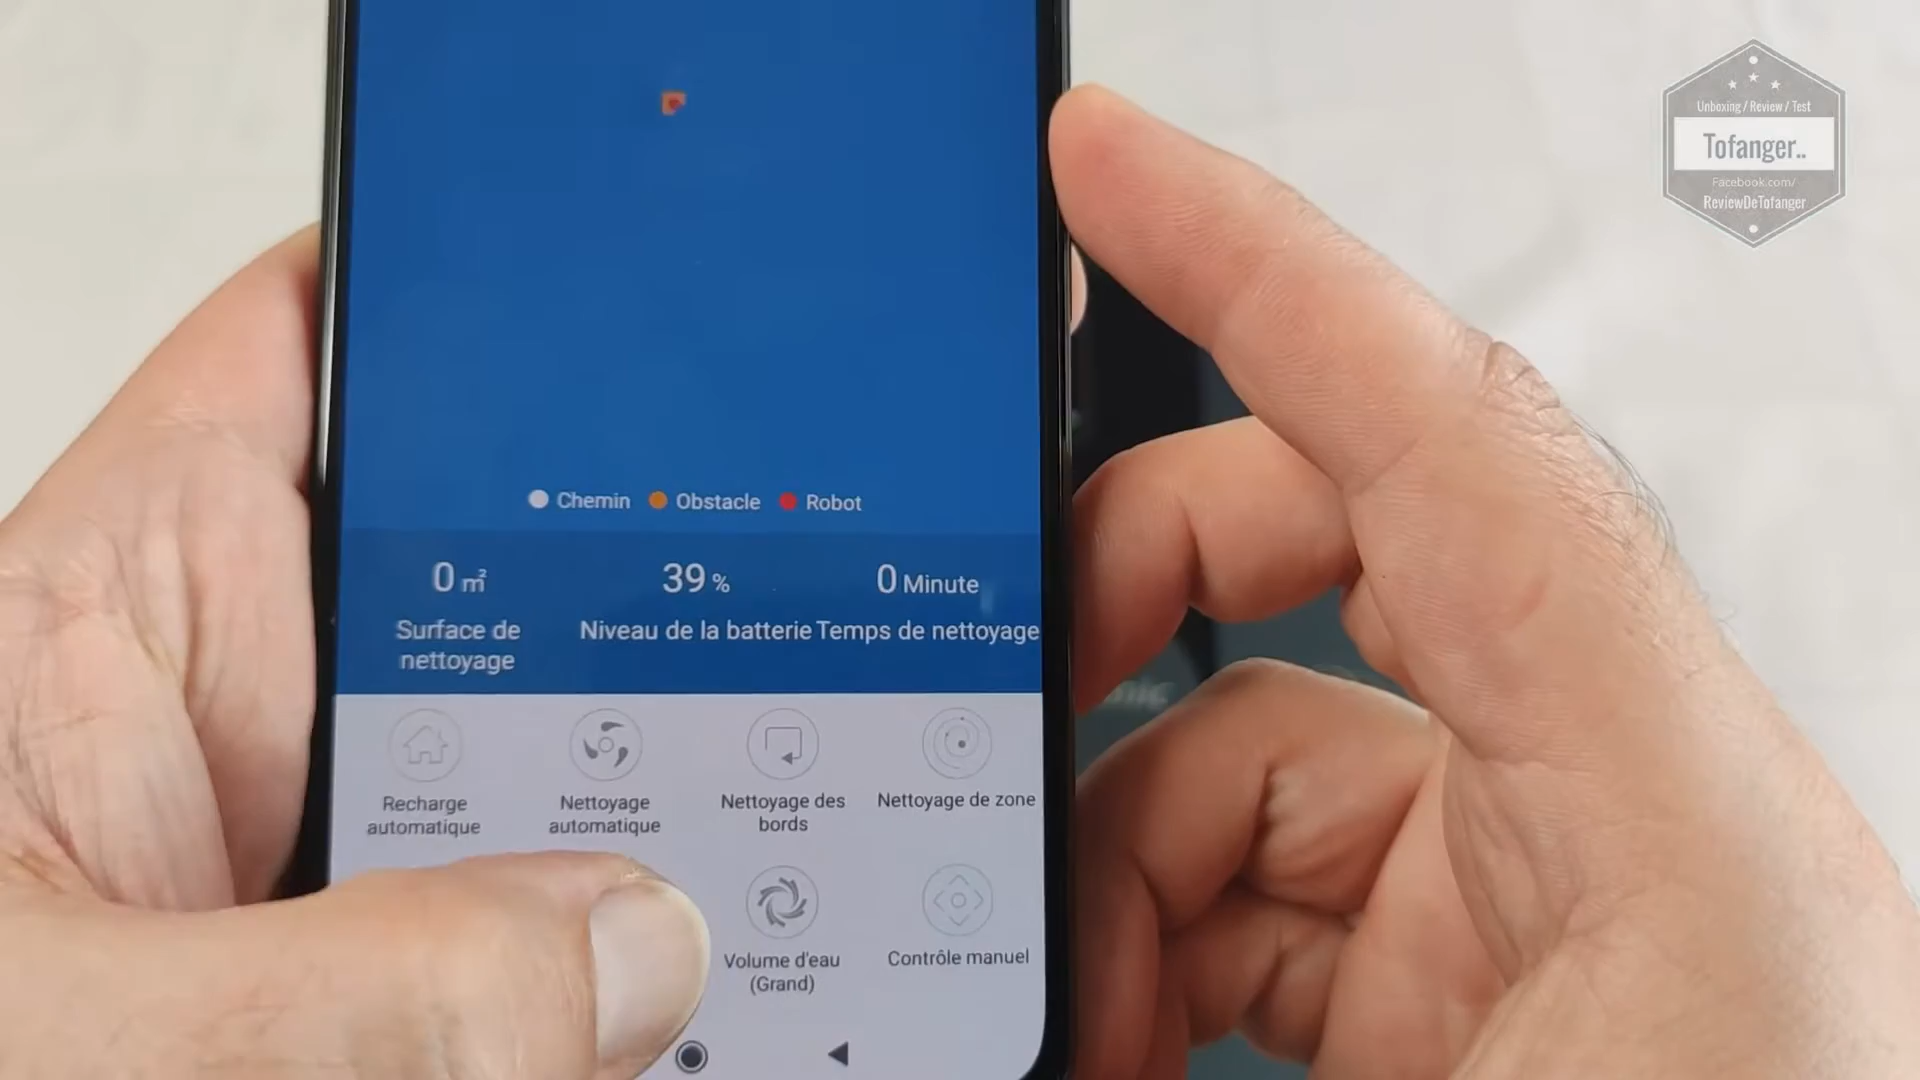 Unboxing / Review / Test
Tofanger..
Facebook.com/
ReviewDeTofanger
Chemin Obstacle Robot
0 m² 39 % 0 Minute
Surface de nettoyage Niveau de la batterie Temps de nettoyage
Recharge automatique
Nettoyage automatique
Nettoyage des bords
Nettoyage de zone
Volume d'eau (Grand)
Contrôle manuel